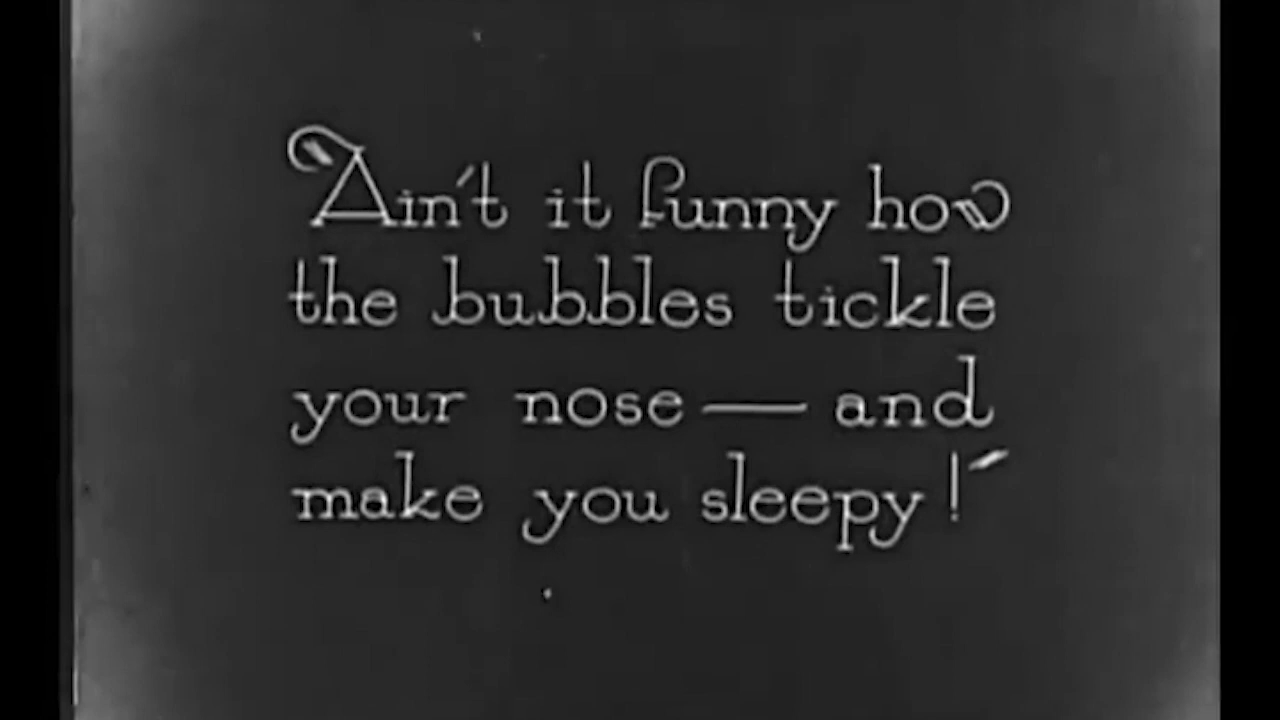 "Ain't it funny how
the bubbles tickle
your nose — and
make you sleepy!"